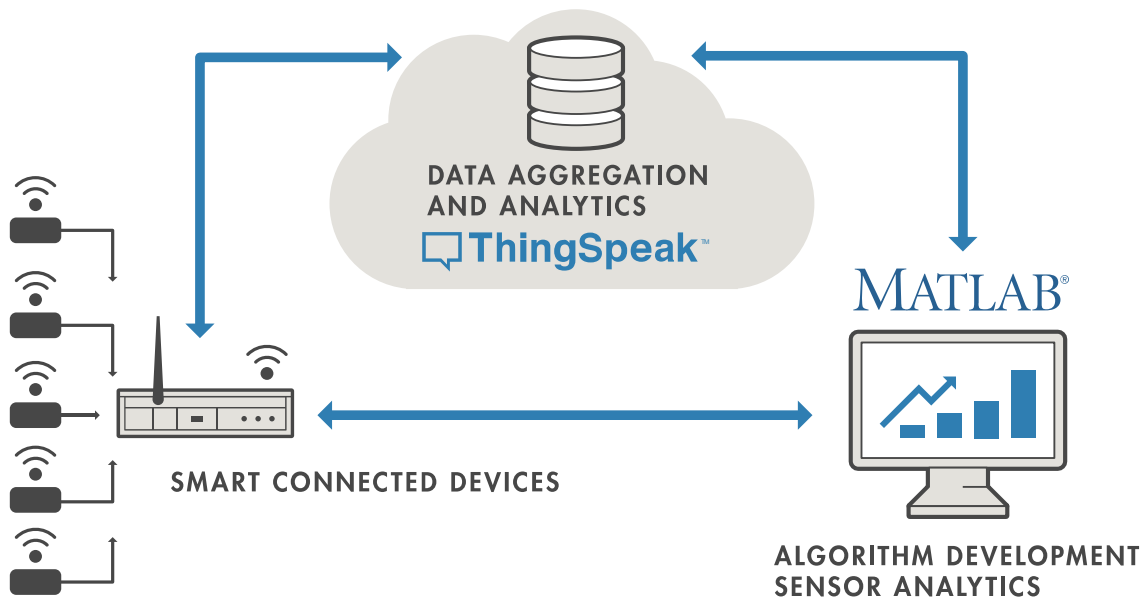 DATA AGGREGATION
AND ANALYTICS
ThingSpeak™
MATLAB®
SMART CONNECTED DEVICES
ALGORITHM DEVELOPMENT
SENSOR ANALYTICS